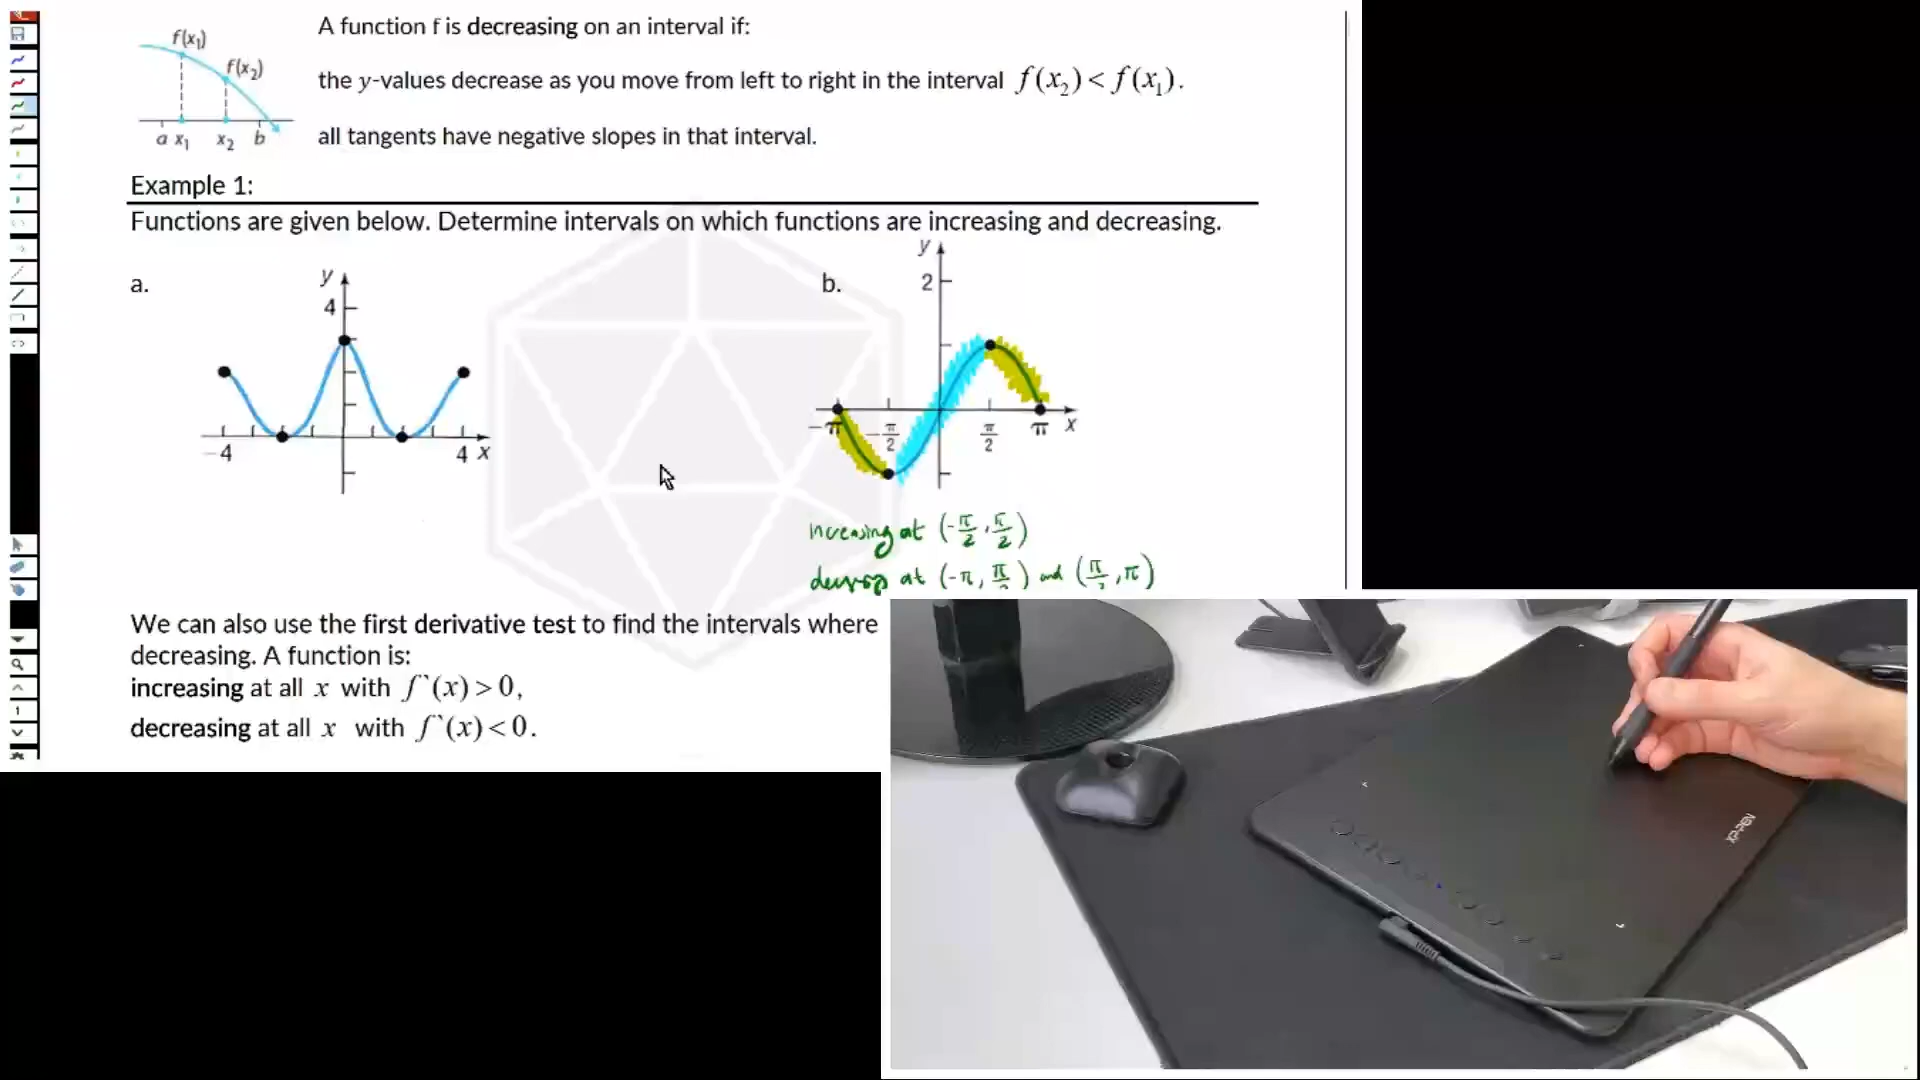 f(x₁)
f(x₂)
a x₁ x₂ b
A function f is decreasing on an interval if:
the y-values decrease as you move from left to right in the interval f(x₂) < f(x₁).
all tangents have negative slopes in that interval.
Example 1:
Functions are given below. Determine intervals on which functions are increasing and decreasing.
a.
y
4
-4
4 x
b.
y
2
-π
-π/2
π/2
π
x
increasing at (-π/2, π/2)
at (-π, π/2) and (π/2, π)
We can also use the first derivative test to find the intervals where
decreasing. A function is:
increasing at all x with f`(x) > 0,
decreasing at all x with f`(x) < 0.
1
XP-PEN